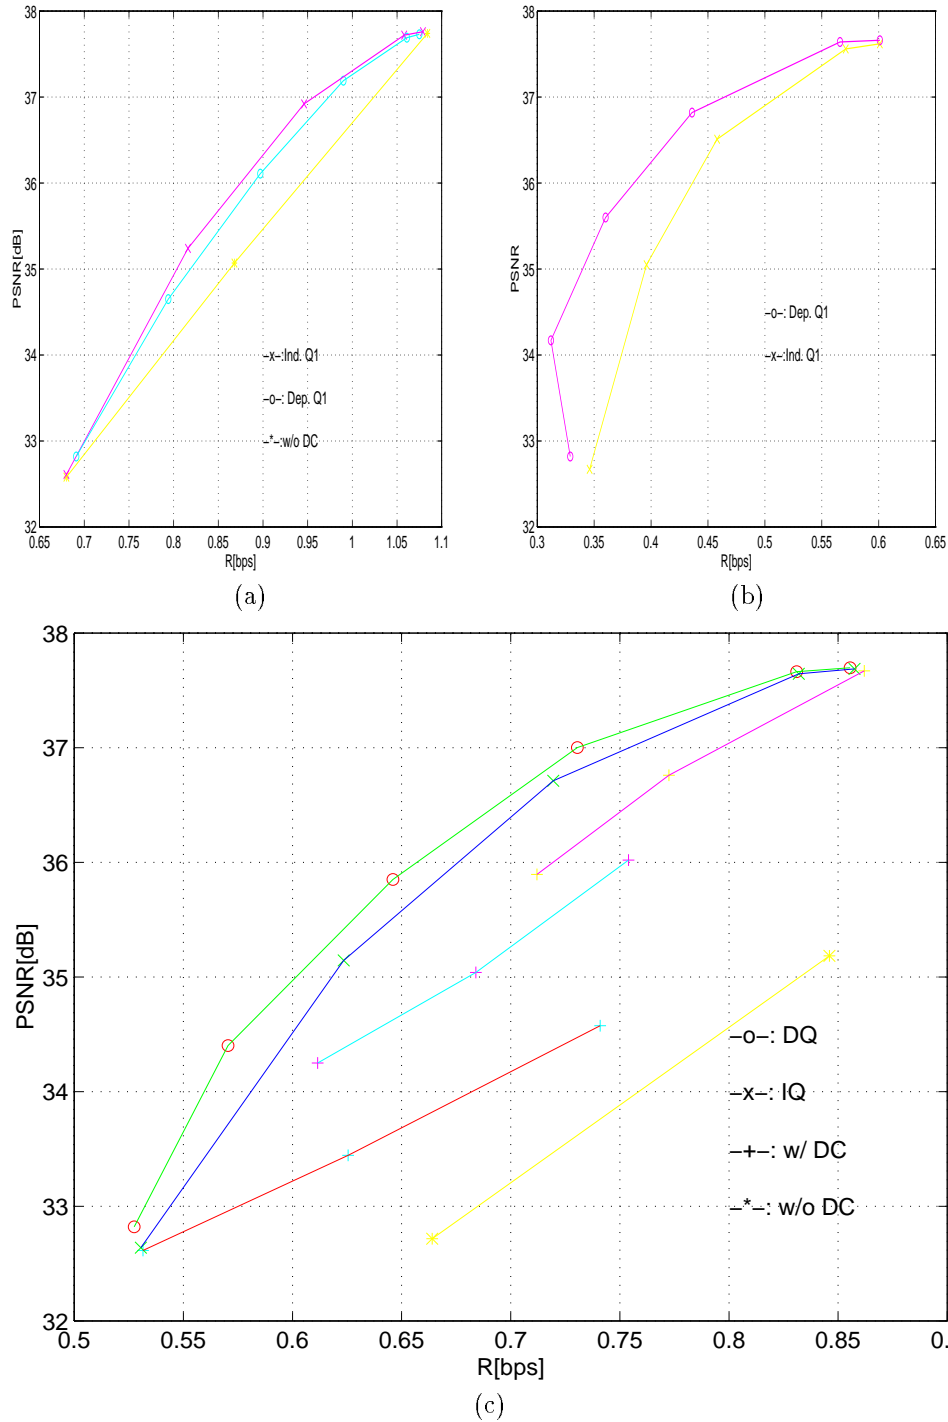 38
37
36
35
34
33
32
PSNR[dB]
–x–:Ind. Q1
–o–: Dep. Q1
–*–:w/o DC
0.65 0.7 0.75 0.8 0.85 0.9 0.95 1 1.05 1.1
R[bps]
(a)
38
37
36
35
34
33
32
PSNR
–o–: Dep. Q1
–x–:Ind. Q1
0.3 0.35 0.4 0.45 0.5 0.55 0.6 0.65
R[bps]
(b)
38
37
36
35
34
33
32
PSNR[dB]
–o–: DQ
–x–: IQ
–+–: w/ DC
–*–: w/o DC
0.5 0.55 0.6 0.65 0.7 0.75 0.8 0.85 0.
R[bps]
(c)